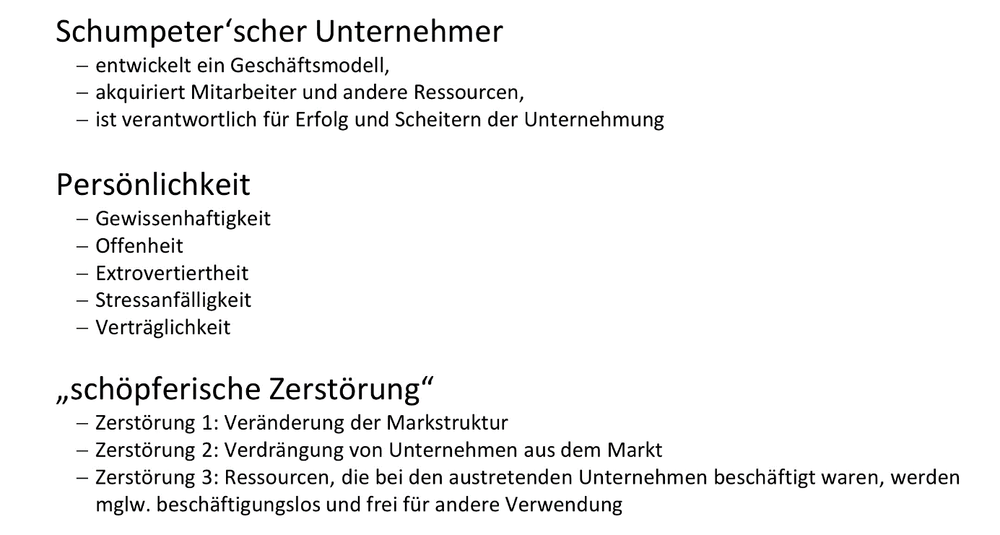 Schumpeter‘scher Unternehmer
– entwickelt ein Geschäftsmodell,
– akquiriert Mitarbeiter und andere Ressourcen,
– ist verantwortlich für Erfolg und Scheitern der Unternehmung
Persönlichkeit
– Gewissenhaftigkeit
– Offenheit
– Extrovertiertheit
– Stressanfälligkeit
– Verträglichkeit
„schöpferische Zerstörung“
– Zerstörung 1: Veränderung der Markstruktur
– Zerstörung 2: Verdrängung von Unternehmen aus dem Markt
– Zerstörung 3: Ressourcen, die bei den austretenden Unternehmen beschäftigt waren, werden
mglw. beschäftigungslos und frei für andere Verwendung